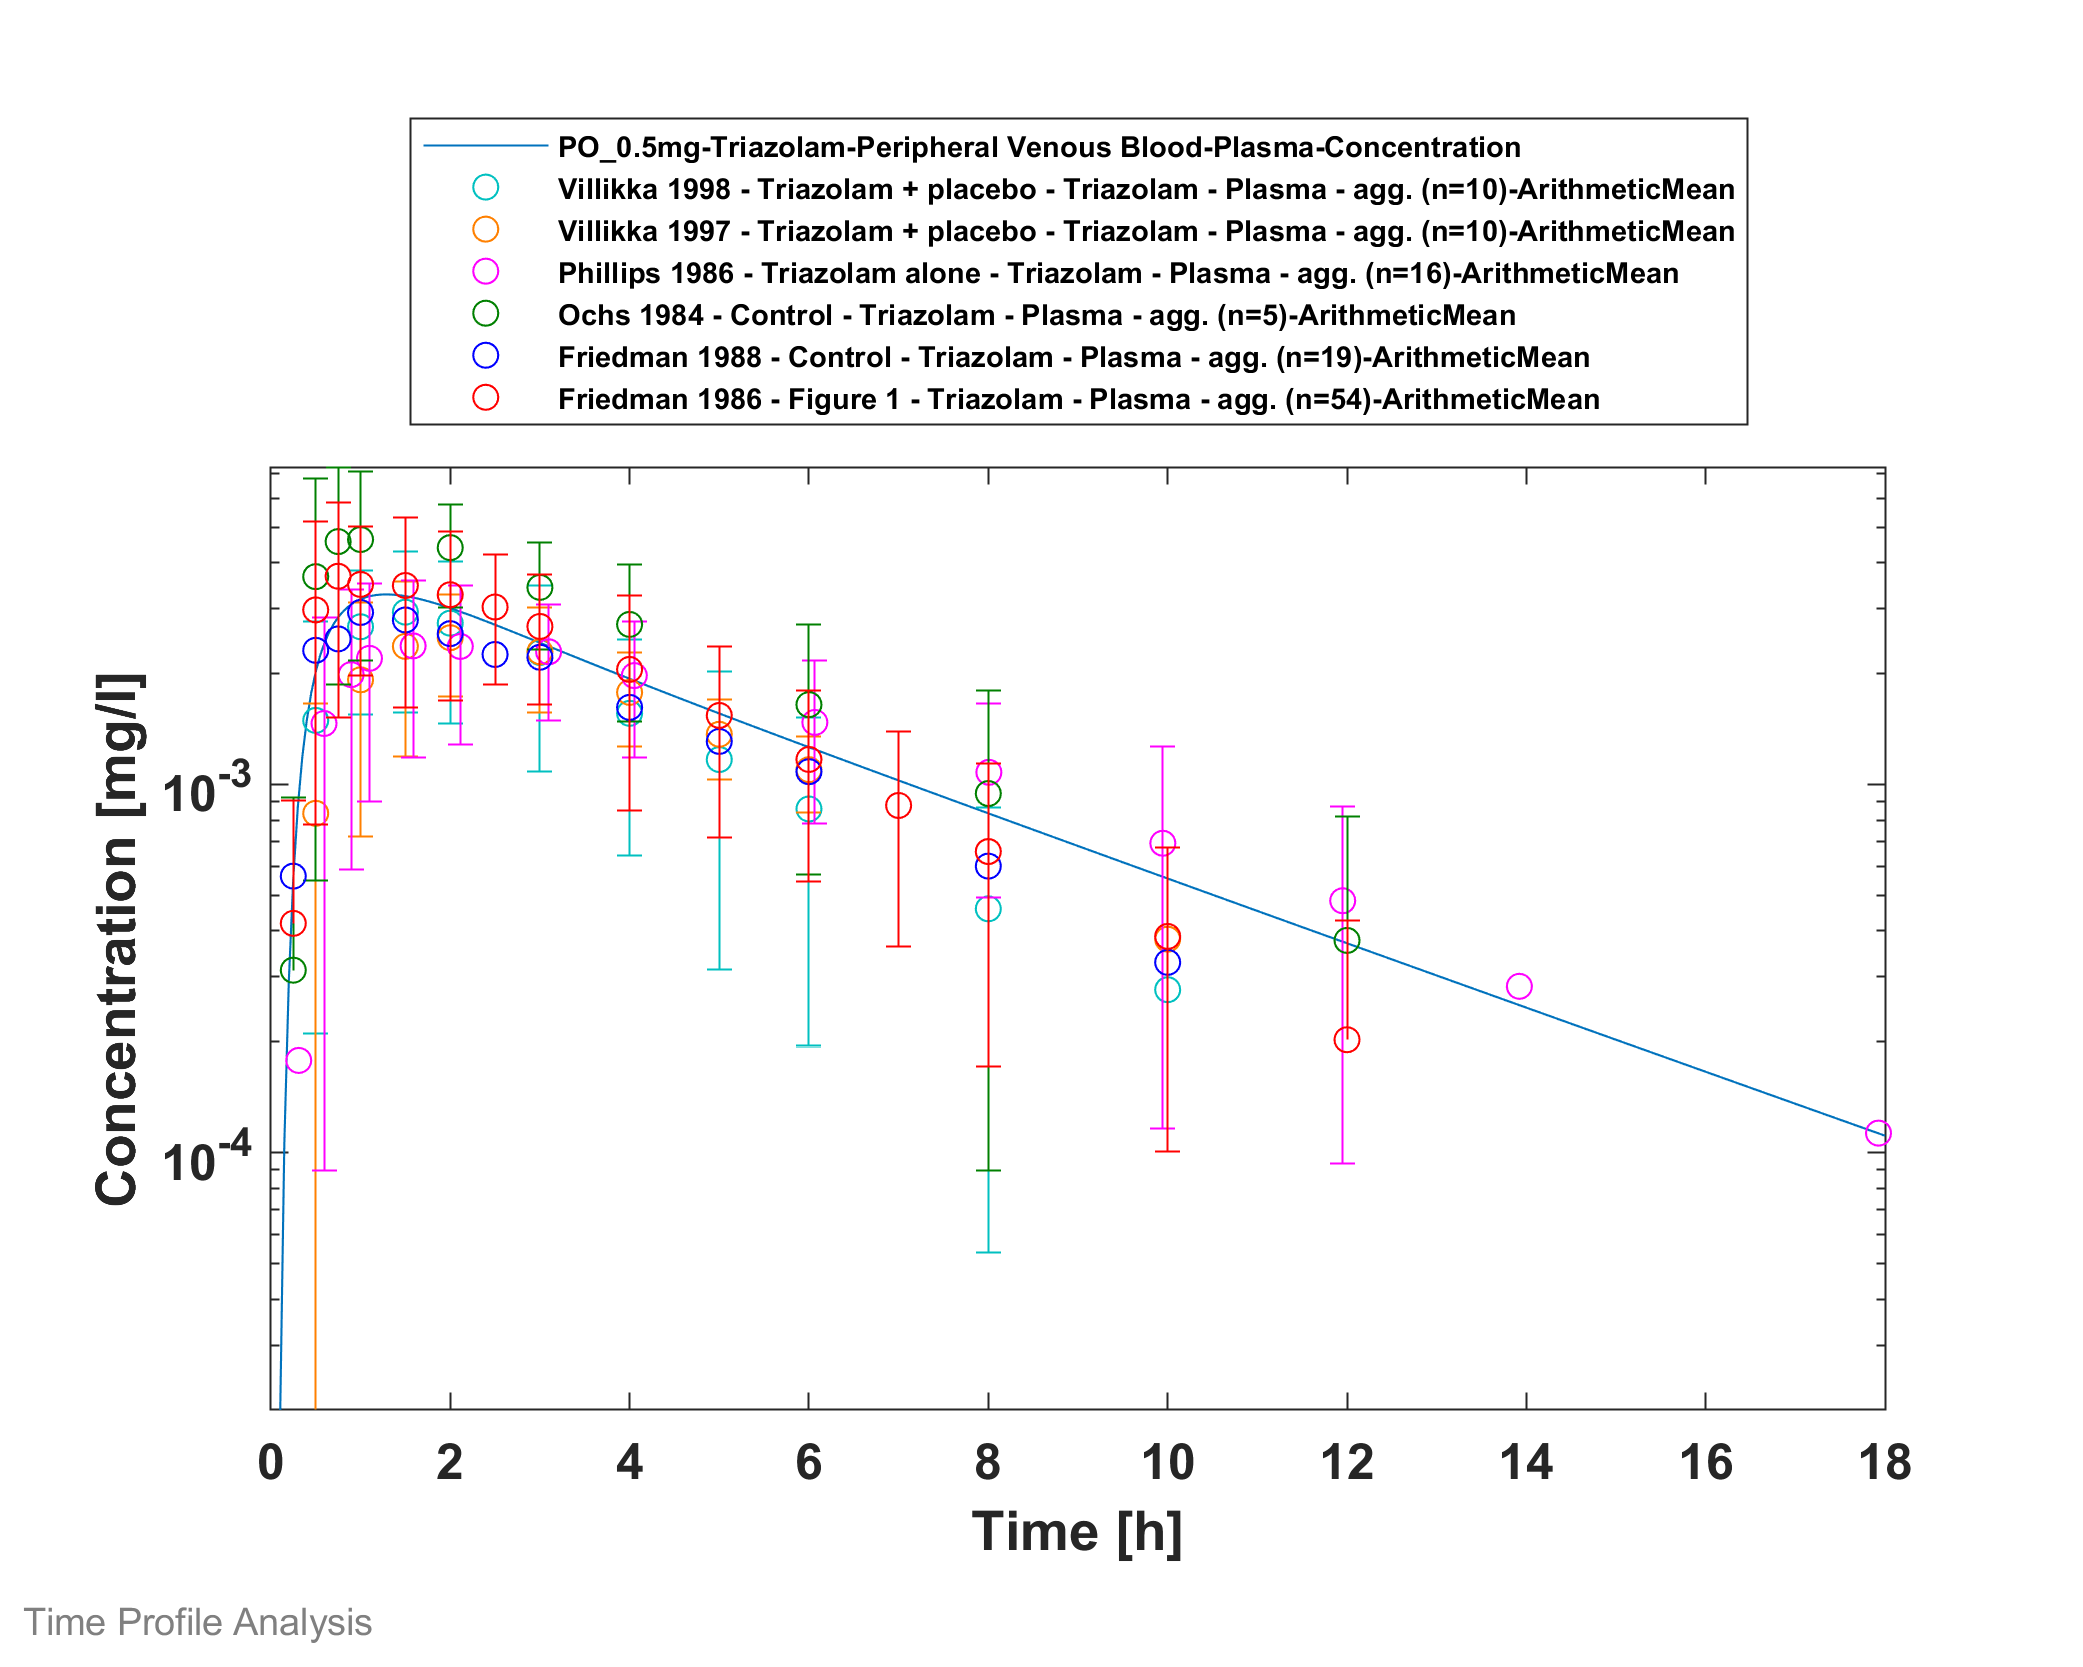 PO_0.5mg-Triazolam-Peripheral Venous Blood-Plasma-Concentration
Villikka 1998 - Triazolam + placebo - Triazolam - Plasma - agg. (n=10)-ArithmeticMean
Villikka 1997 - Triazolam + placebo - Triazolam - Plasma - agg. (n=10)-ArithmeticMean
Phillips 1986 - Triazolam alone - Triazolam - Plasma - agg. (n=16)-ArithmeticMean
Ochs 1984 - Control - Triazolam - Plasma - agg. (n=5)-ArithmeticMean
Friedman 1988 - Control - Triazolam - Plasma - agg. (n=19)-ArithmeticMean
Friedman 1986 - Figure 1 - Triazolam - Plasma - agg. (n=54)-ArithmeticMean
Concentration [mg/l]
10-3
10-4
0 2 4 6 8 10 12 14 16 18
Time [h]
Time Profile Analysis